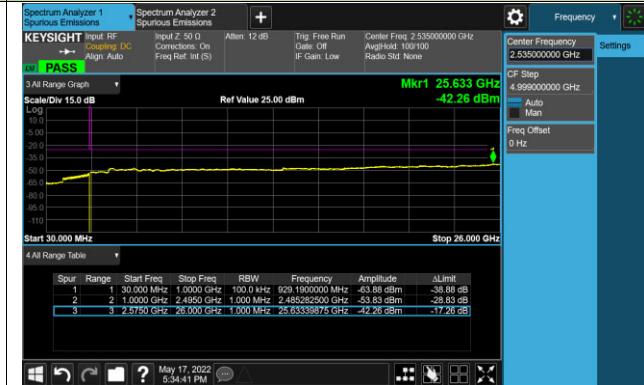 Spectrum Analyzer 1
Spurious Emissions
Spectrum Analyzer 2
Spurious Emissions
+
Frequency
KEYSIGHT
Input: RF
Coupling: DC
Align: Auto
Input Z: 50 Ω
Corrections: On
Freq Ref: Int (S)
Atten: 12 dB
Trig: Free Run
Gate: Off
IF Gain: Low
Center Freq: 2.535000000 GHz
Avg|Hold: 100/100
Radio Std: None
PASS
Center Frequency
2.535000000 GHz
Settings
CF Step
4.999000000 GHz
Auto
Man
Freq Offset
0 Hz
3 All Range Graph
Mkr1 25.633 GHz
Scale/Div 15.0 dB
Ref Value 25.00 dBm
-42.26 dBm
Log
10.0
-5.00
-20.0
-35.0
-50.0
-65.0
-80.0
-95.0
-110
Start 30.000 MHz
Stop 26.000 GHz
4 All Range Table
Spur Range Start Freq Stop Freq RBW Frequency Amplitude ΔLimit
1 1 30.000 MHz 1.0000 GHz 100.0 kHz 929.1900000 MHz -63.88 dBm -38.88 dB
2 2 1.0000 GHz 2.4950 GHz 1.000 MHz 2.485282500 GHz -53.83 dBm -28.83 dB
3 3 2.5750 GHz 26.000 GHz 1.000 MHz 25.63339875 GHz -42.26 dBm -17.26 dB
?
May 17, 2022
5:34:41 PM